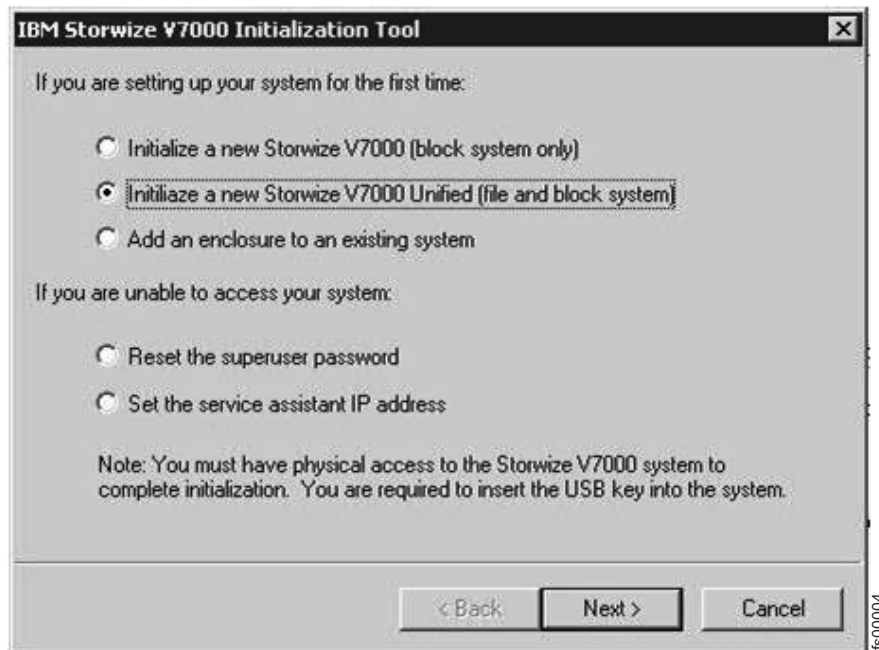 IBM Storwize V7000 Initialization Tool
If you are setting up your system for the first time:
Initialize a new Storwize V7000 (block system only)
Initiliaze a new Storwize V7000 Unified (file and block system)
Add an enclosure to an existing system
If you are unable to access your system:
Reset the superuser password
Set the service assistant IP address
Note: You must have physical access to the Storwize V7000 system to
complete initialization. You are required to insert the USB key into the system.
< Back
Next >
Cancel
fs00004